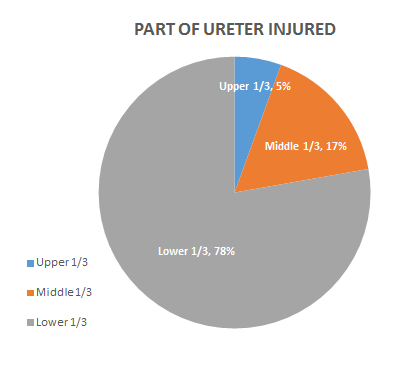 PART OF URETER INJURED
Upper 1/3, 5%
Middle 1/3, 17%
Lower 1/3, 78%
Upper 1/3
Middle 1/3
Lower 1/3